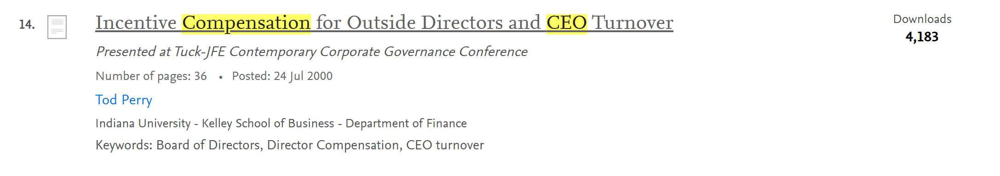 14.
Incentive Compensation for Outside Directors and CEO Turnover
Downloads
4,183
Presented at Tuck-JFE Contemporary Corporate Governance Conference
Number of pages: 36 • Posted: 24 Jul 2000
Tod Perry
Indiana University - Kelley School of Business - Department of Finance
Keywords: Board of Directors, Director Compensation, CEO turnover